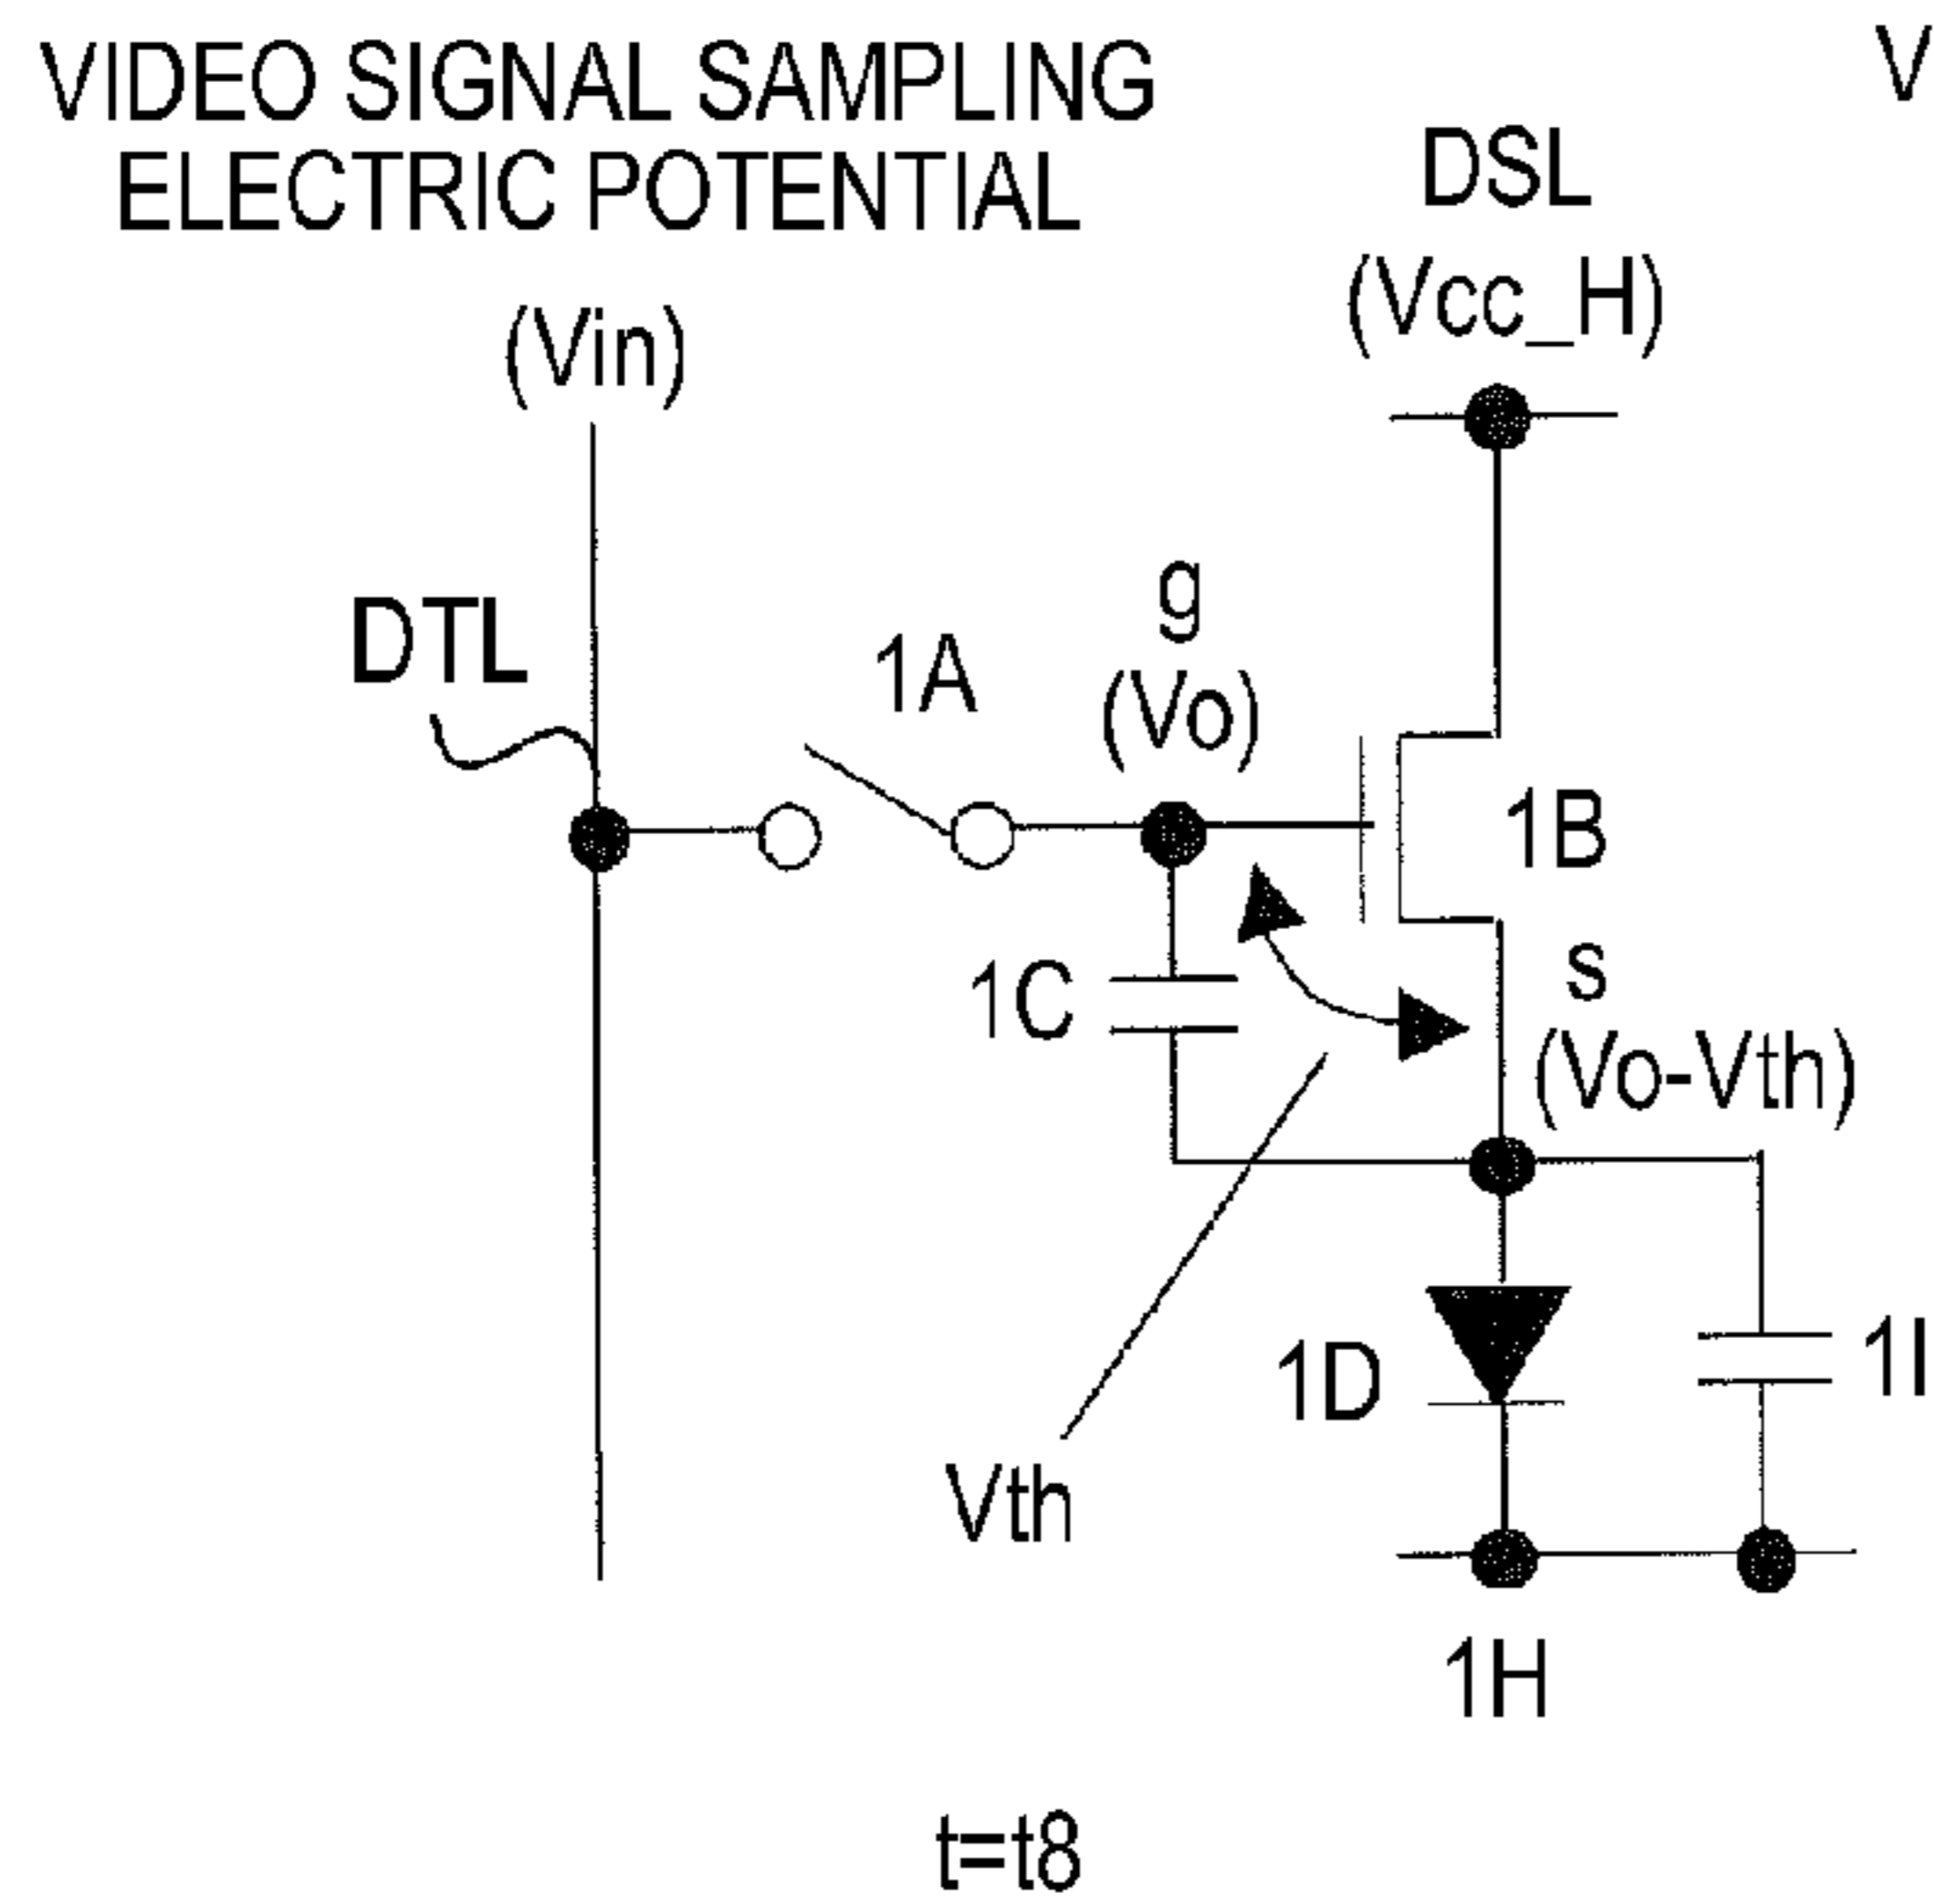 VIDEO SIGNAL SAMPLING
ELECTRIC POTENTIAL
(Vin)
V
DSL
(Vcc_H)
DTL
1A
g
(Vo)
1B
1C
s
(Vo-Vth)
1D
1I
Vth
1H
t=t8